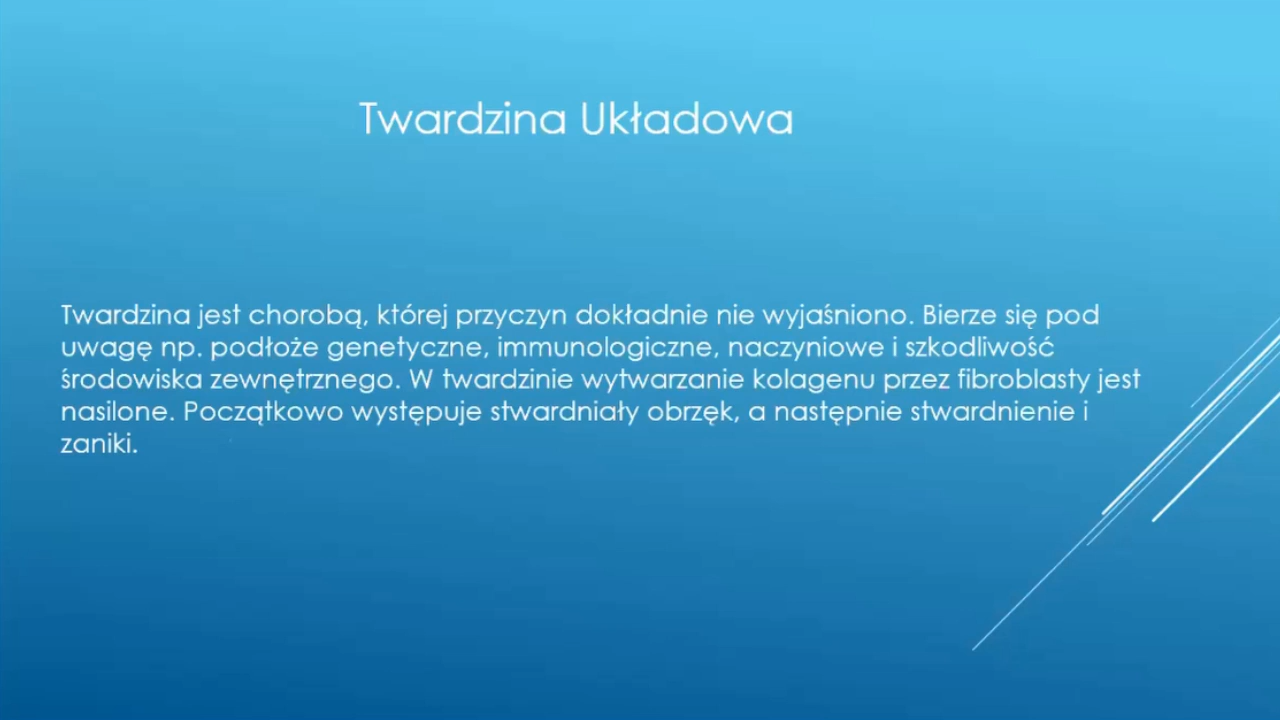 Twardzina Układowa
Twardzina jest chorobą, której przyczyn dokładnie nie wyjaśniono. Bierze się pod
uwagę np. podłoże genetyczne, immunologiczne, naczyniowe i szkodliwość
środowiska zewnętrznego. W twardzinie wytwarzanie kolagenu przez fibroblasty jest
nasilone. Początkowo występuje stwardniały obrzęk, a następnie stwardnienie i
zaniki.